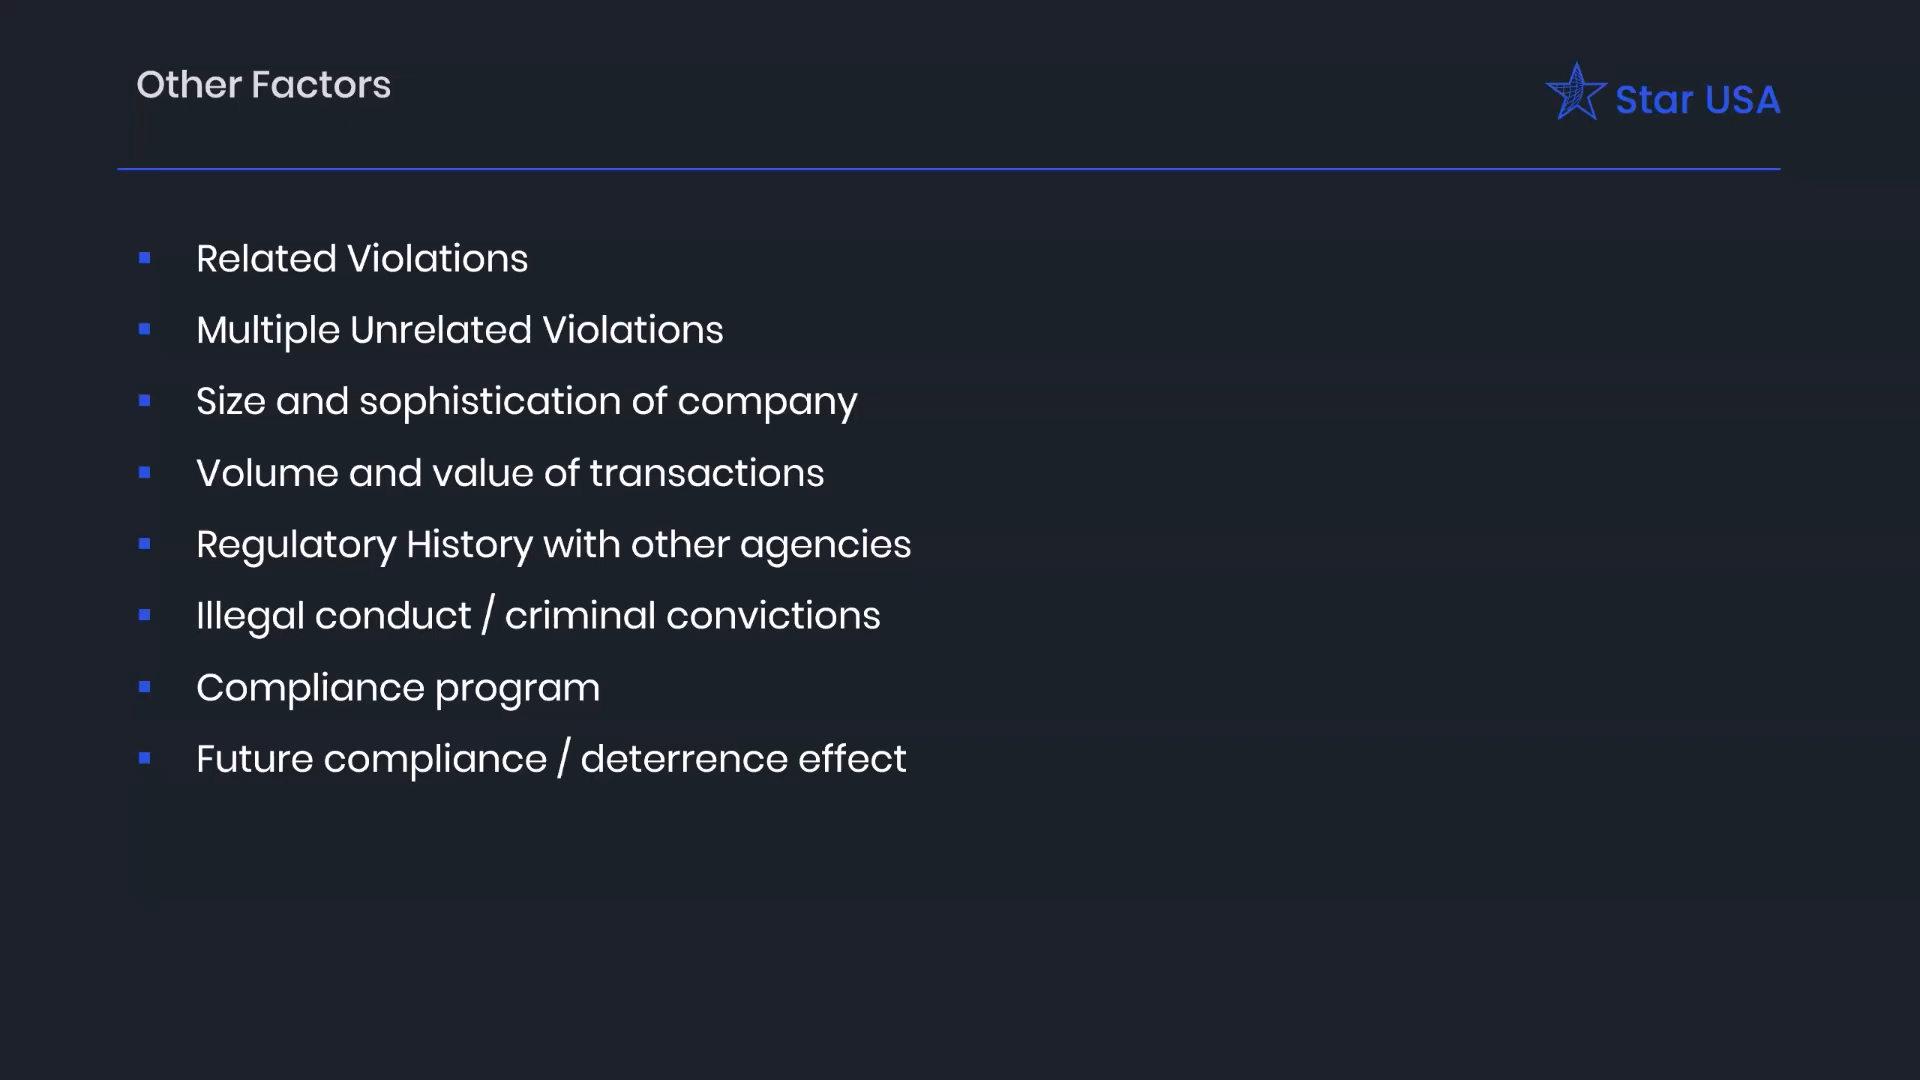 Other Factors
Star USA
Related Violations
Multiple Unrelated Violations
Size and sophistication of company
Volume and value of transactions
Regulatory History with other agencies
Illegal conduct / criminal convictions
Compliance program
Future compliance / deterrence effect